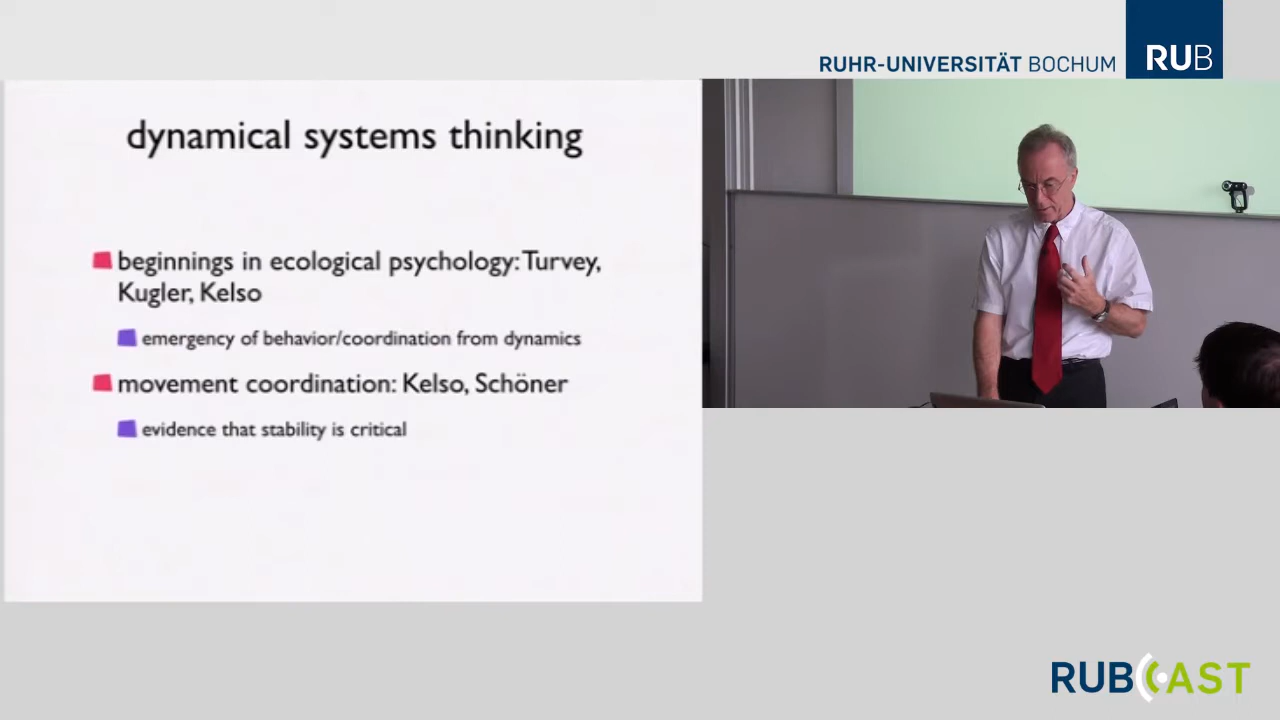 RUHR-UNIVERSITÄT BOCHUM
RUB
dynamical systems thinking
beginnings in ecological psychology: Turvey,
Kugler, Kelso
emergency of behavior/coordination from dynamics
movement coordination: Kelso, Schöner
evidence that stability is critical
RUBCAST